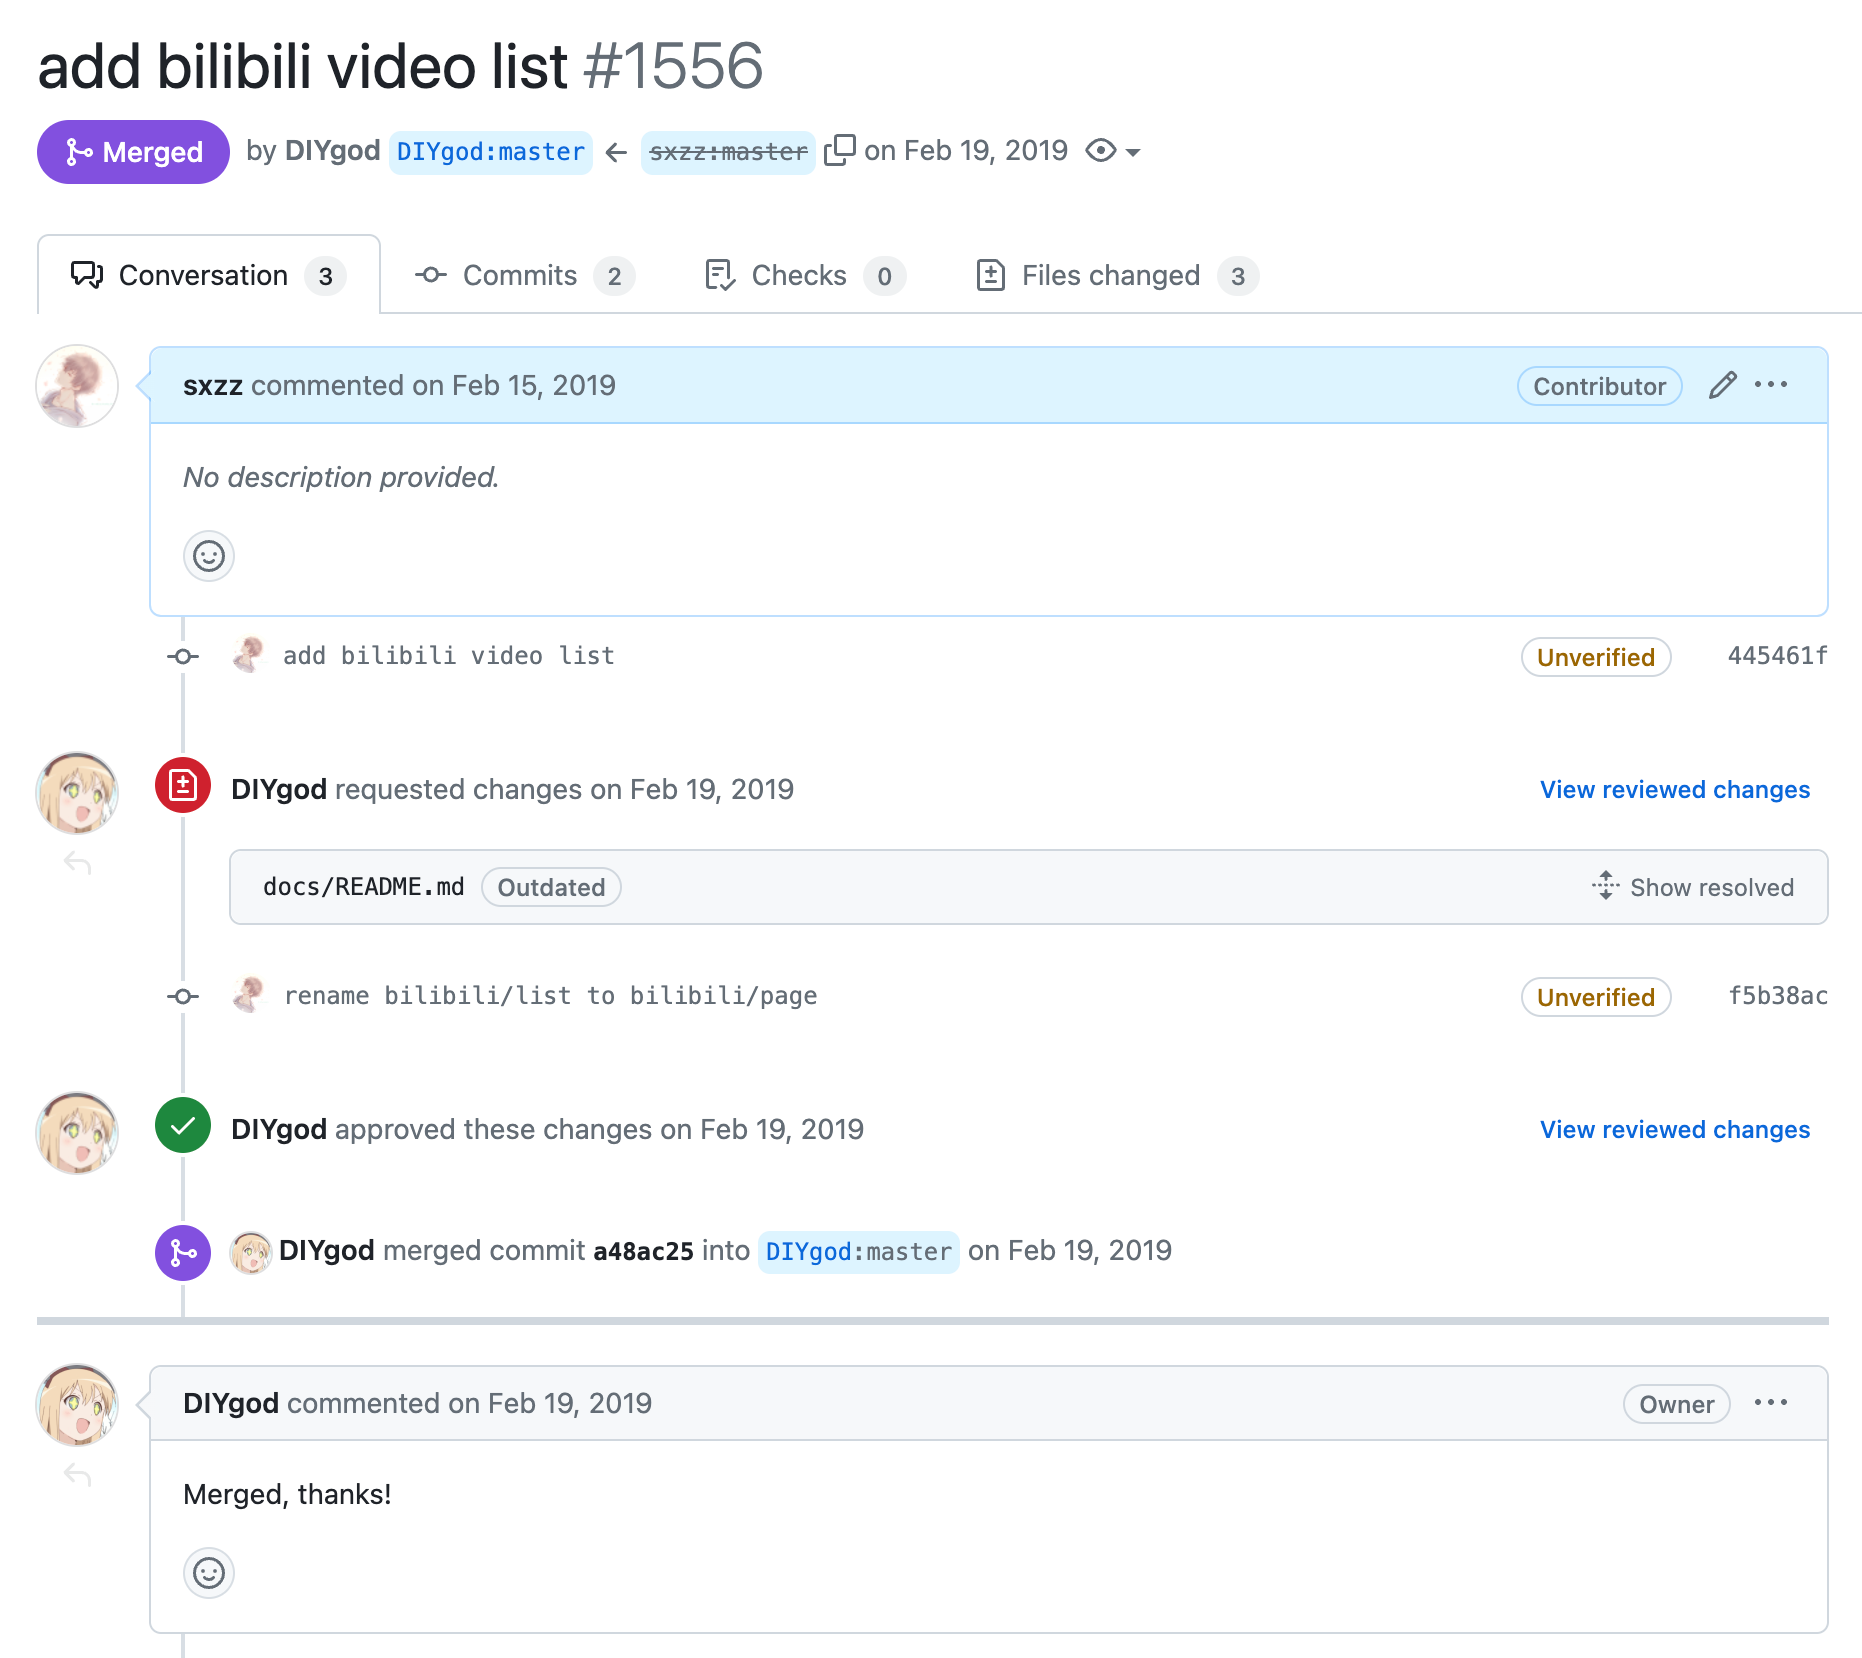 add bilibili video list #1556
Merged by DIYgod DIYgod:master ← sxzz:master on Feb 19, 2019
Conversation 3 Commits 2 Checks 0 Files changed 3
sxzz commented on Feb 15, 2019 Contributor
No description provided.
add bilibili video list Unverified 445461f
DIYgod requested changes on Feb 19, 2019 View reviewed changes
docs/README.md Outdated Show resolved
rename bilibili/list to bilibili/page Unverified f5b38ac
DIYgod approved these changes on Feb 19, 2019 View reviewed changes
DIYgod merged commit a48ac25 into DIYgod:master on Feb 19, 2019
DIYgod commented on Feb 19, 2019 Owner
Merged, thanks!